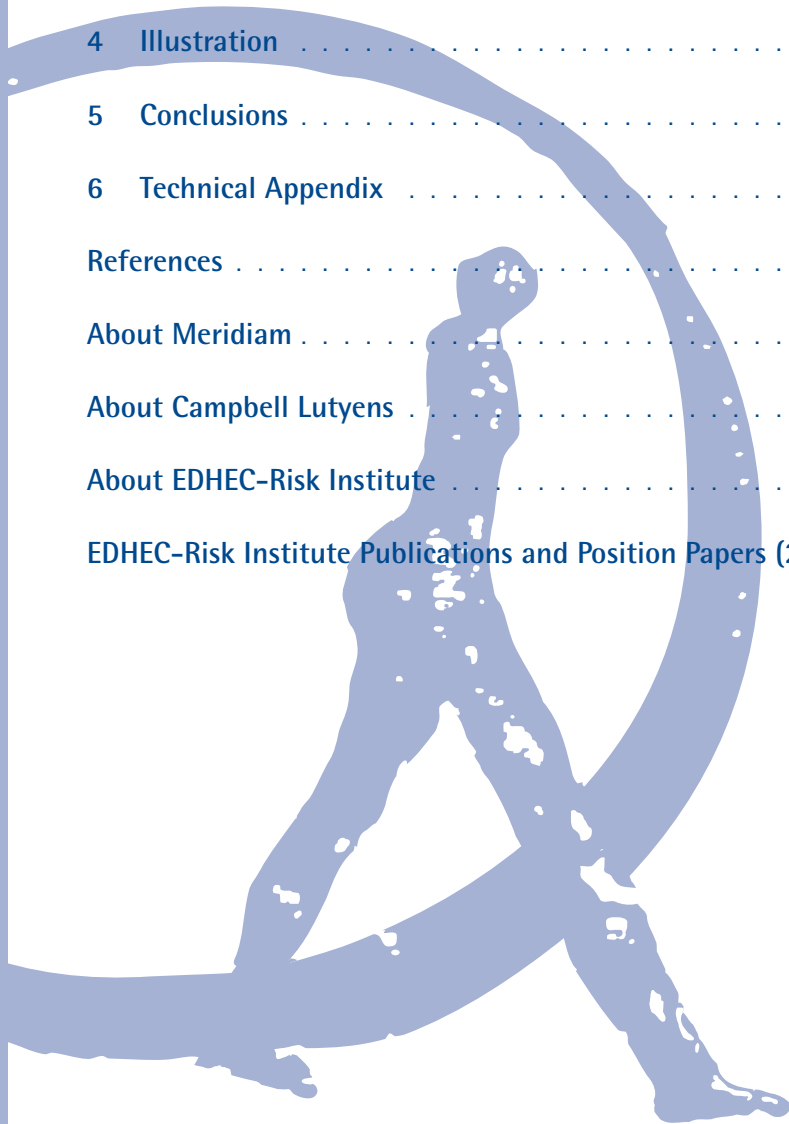 4 Illustration . . . . . . . . . . . . . . . . . . . . . . .
5 Conclusions . . . . . . . . . . . . . . . . . . . . . . .
6 Technical Appendix . . . . . . . . . . . . . . . . . .
References . . . . . . . . . . . . . . . . . . . . . . . . . .
About Meridiam . . . . . . . . . . . . . . . . . . . . . . .
About Campbell Lutyens . . . . . . . . . . . . . . . . . .
About EDHEC-Risk Institute . . . . . . . . . . . . . . . .
EDHEC-Risk Institute Publications and Position Papers (